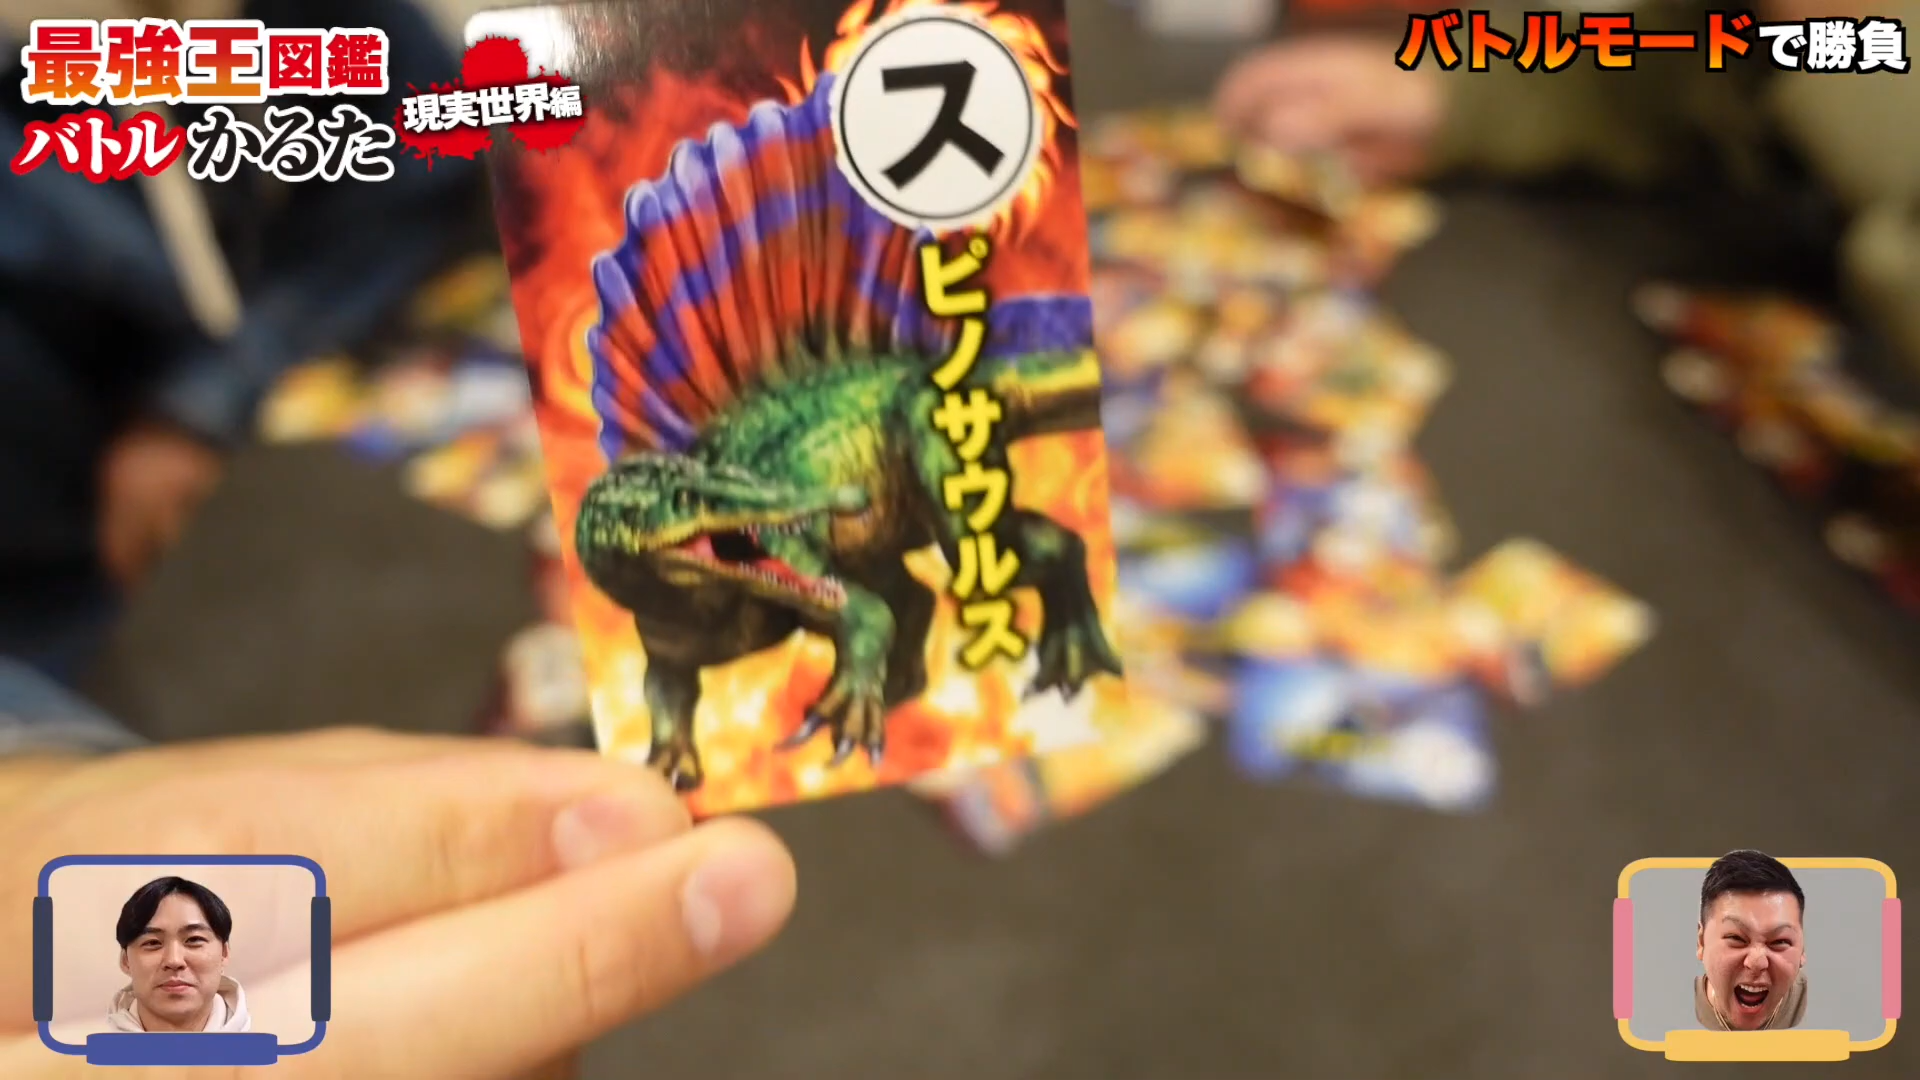 最強王図鑑
バトルかるた
現実世界編
バトルモードで勝負
ス
ピノサウルス